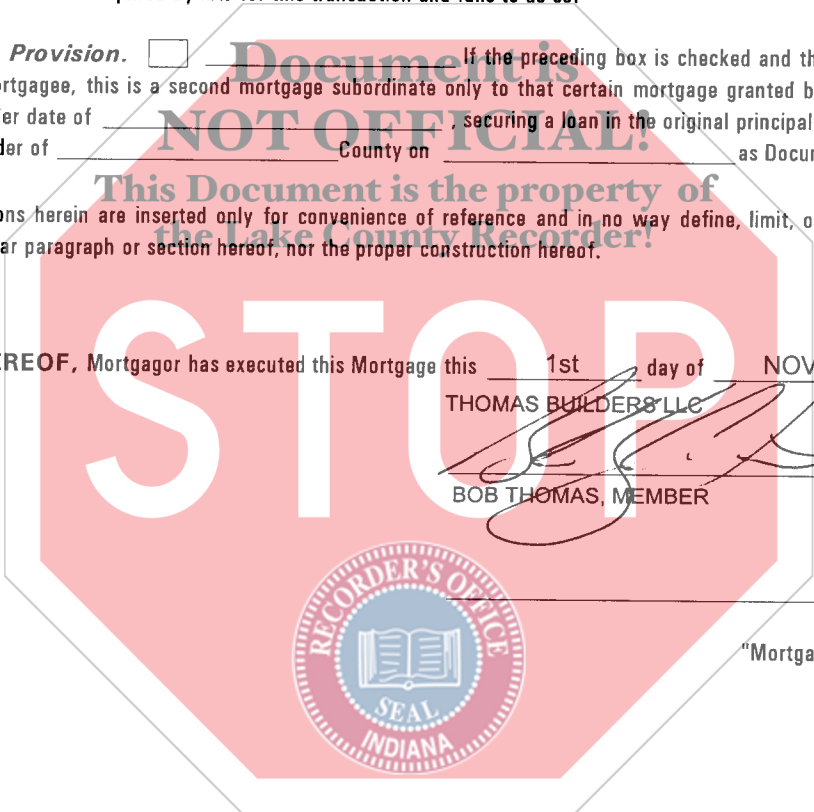 Provision. If the preceding box is checked and th
ortgagee, this is a second mortgage subordinate only to that certain mortgage granted b
er date of , securing a loan in the original principal
der of County on as Docum
Document is
NOT OFFICIAL!
This Document is the property of
the Lake County Recorder!
ons herein are inserted only for convenience of reference and in no way define, limit, o
ar paragraph or section hereof, nor the proper construction hereof.
EREOF, Mortgagor has executed this Mortgage this 1st day of NOV
THOMAS BUILDERS LLC
BOB THOMAS, MEMBER
STOP
RECORDER'S OFFICE
SEAL
INDIANA
"Mortga